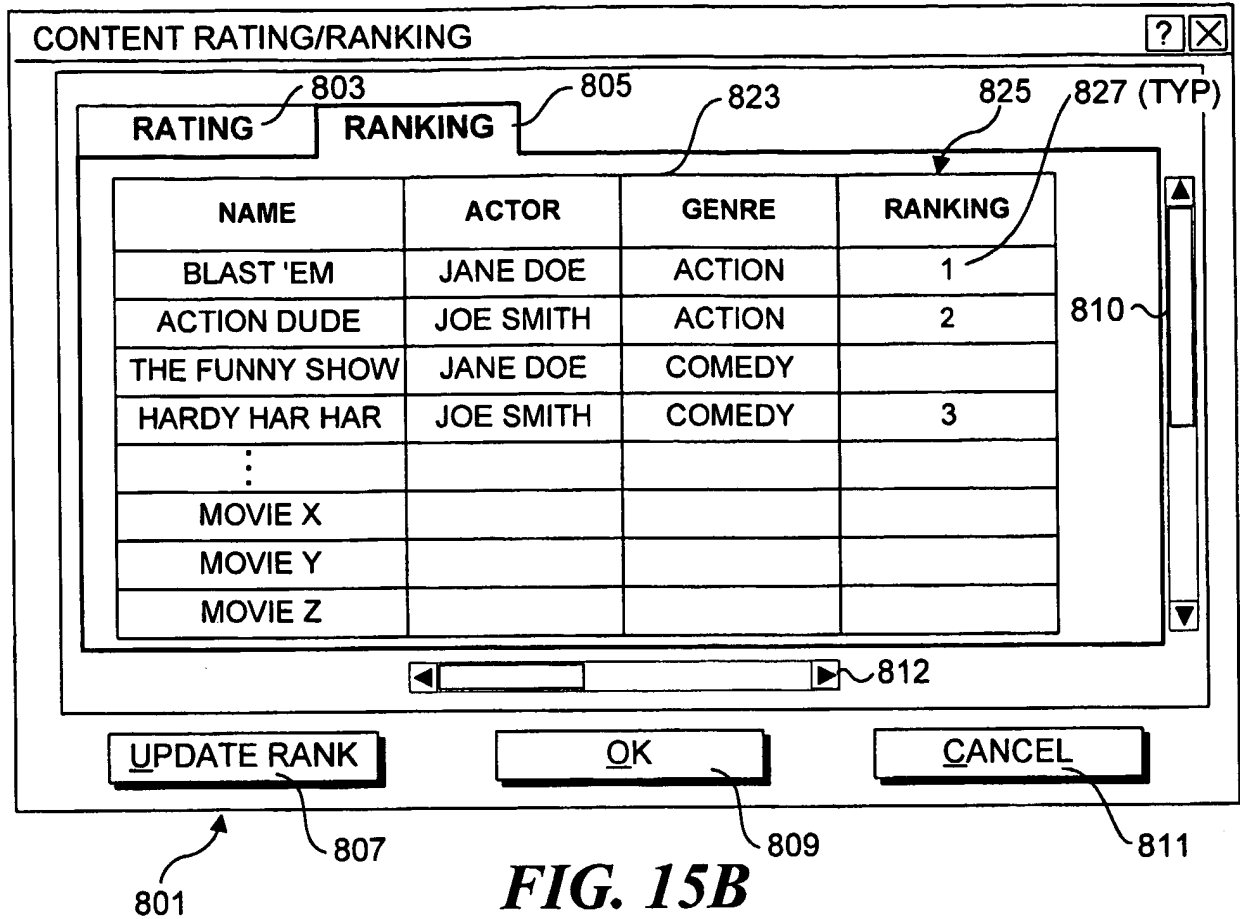 CONTENT RATING/RANKING ?
803 805 823 825 827 (TYP)
RATING RANKING
NAME ACTOR GENRE RANKING
BLAST 'EM JANE DOE ACTION 1
ACTION DUDE JOE SMITH ACTION 2
810
THE FUNNY SHOW JANE DOE COMEDY
HARDY HAR HAR JOE SMITH COMEDY 3
⋮
MOVIE X
MOVIE Y
MOVIE Z
812
UPDATE RANK OK CANCEL
801 807 809 811
FIG. 15B